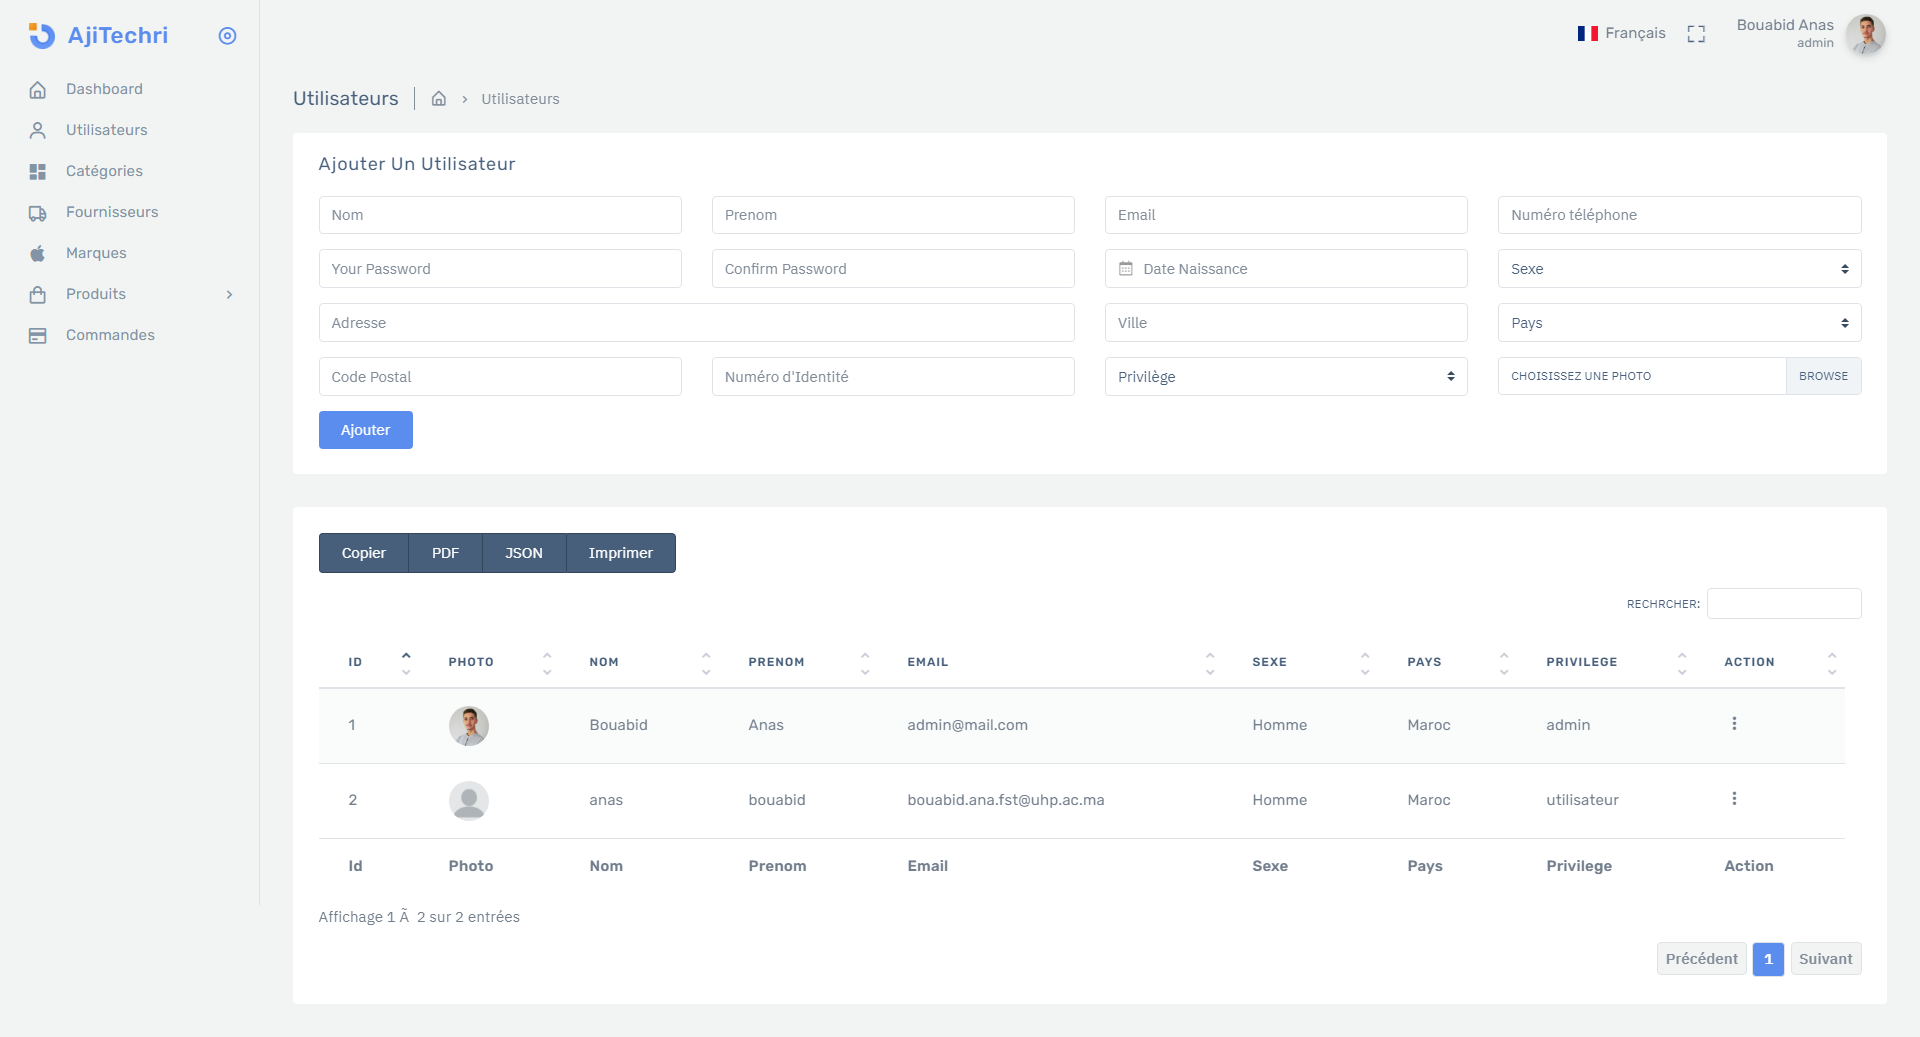 AjiTechri
Français
Bouabid Anas
admin
Dashboard
Utilisateurs
Catégories
Fournisseurs
Marques
Produits
Commandes
Utilisateurs
Utilisateurs
Ajouter Un Utilisateur
Nom Prenom Email Numéro téléphone
Your Password Confirm Password Date Naissance Sexe
Adresse Ville Pays
Code Postal Numéro d'Identité Privilège CHOISISSEZ UNE PHOTO BROWSE
Ajouter
Copier PDF JSON Imprimer
RECHRCHER:
ID PHOTO NOM PRENOM EMAIL SEXE PAYS PRIVILEGE ACTION
1 Bouabid Anas admin@mail.com Homme Maroc admin
2 anas bouabid bouabid.ana.fst@uhp.ac.ma Homme Maroc utilisateur
Id Photo Nom Prenom Email Sexe Pays Privilege Action
Affichage 1 Ã  2 sur 2 entrées
Précédent 1 Suivant